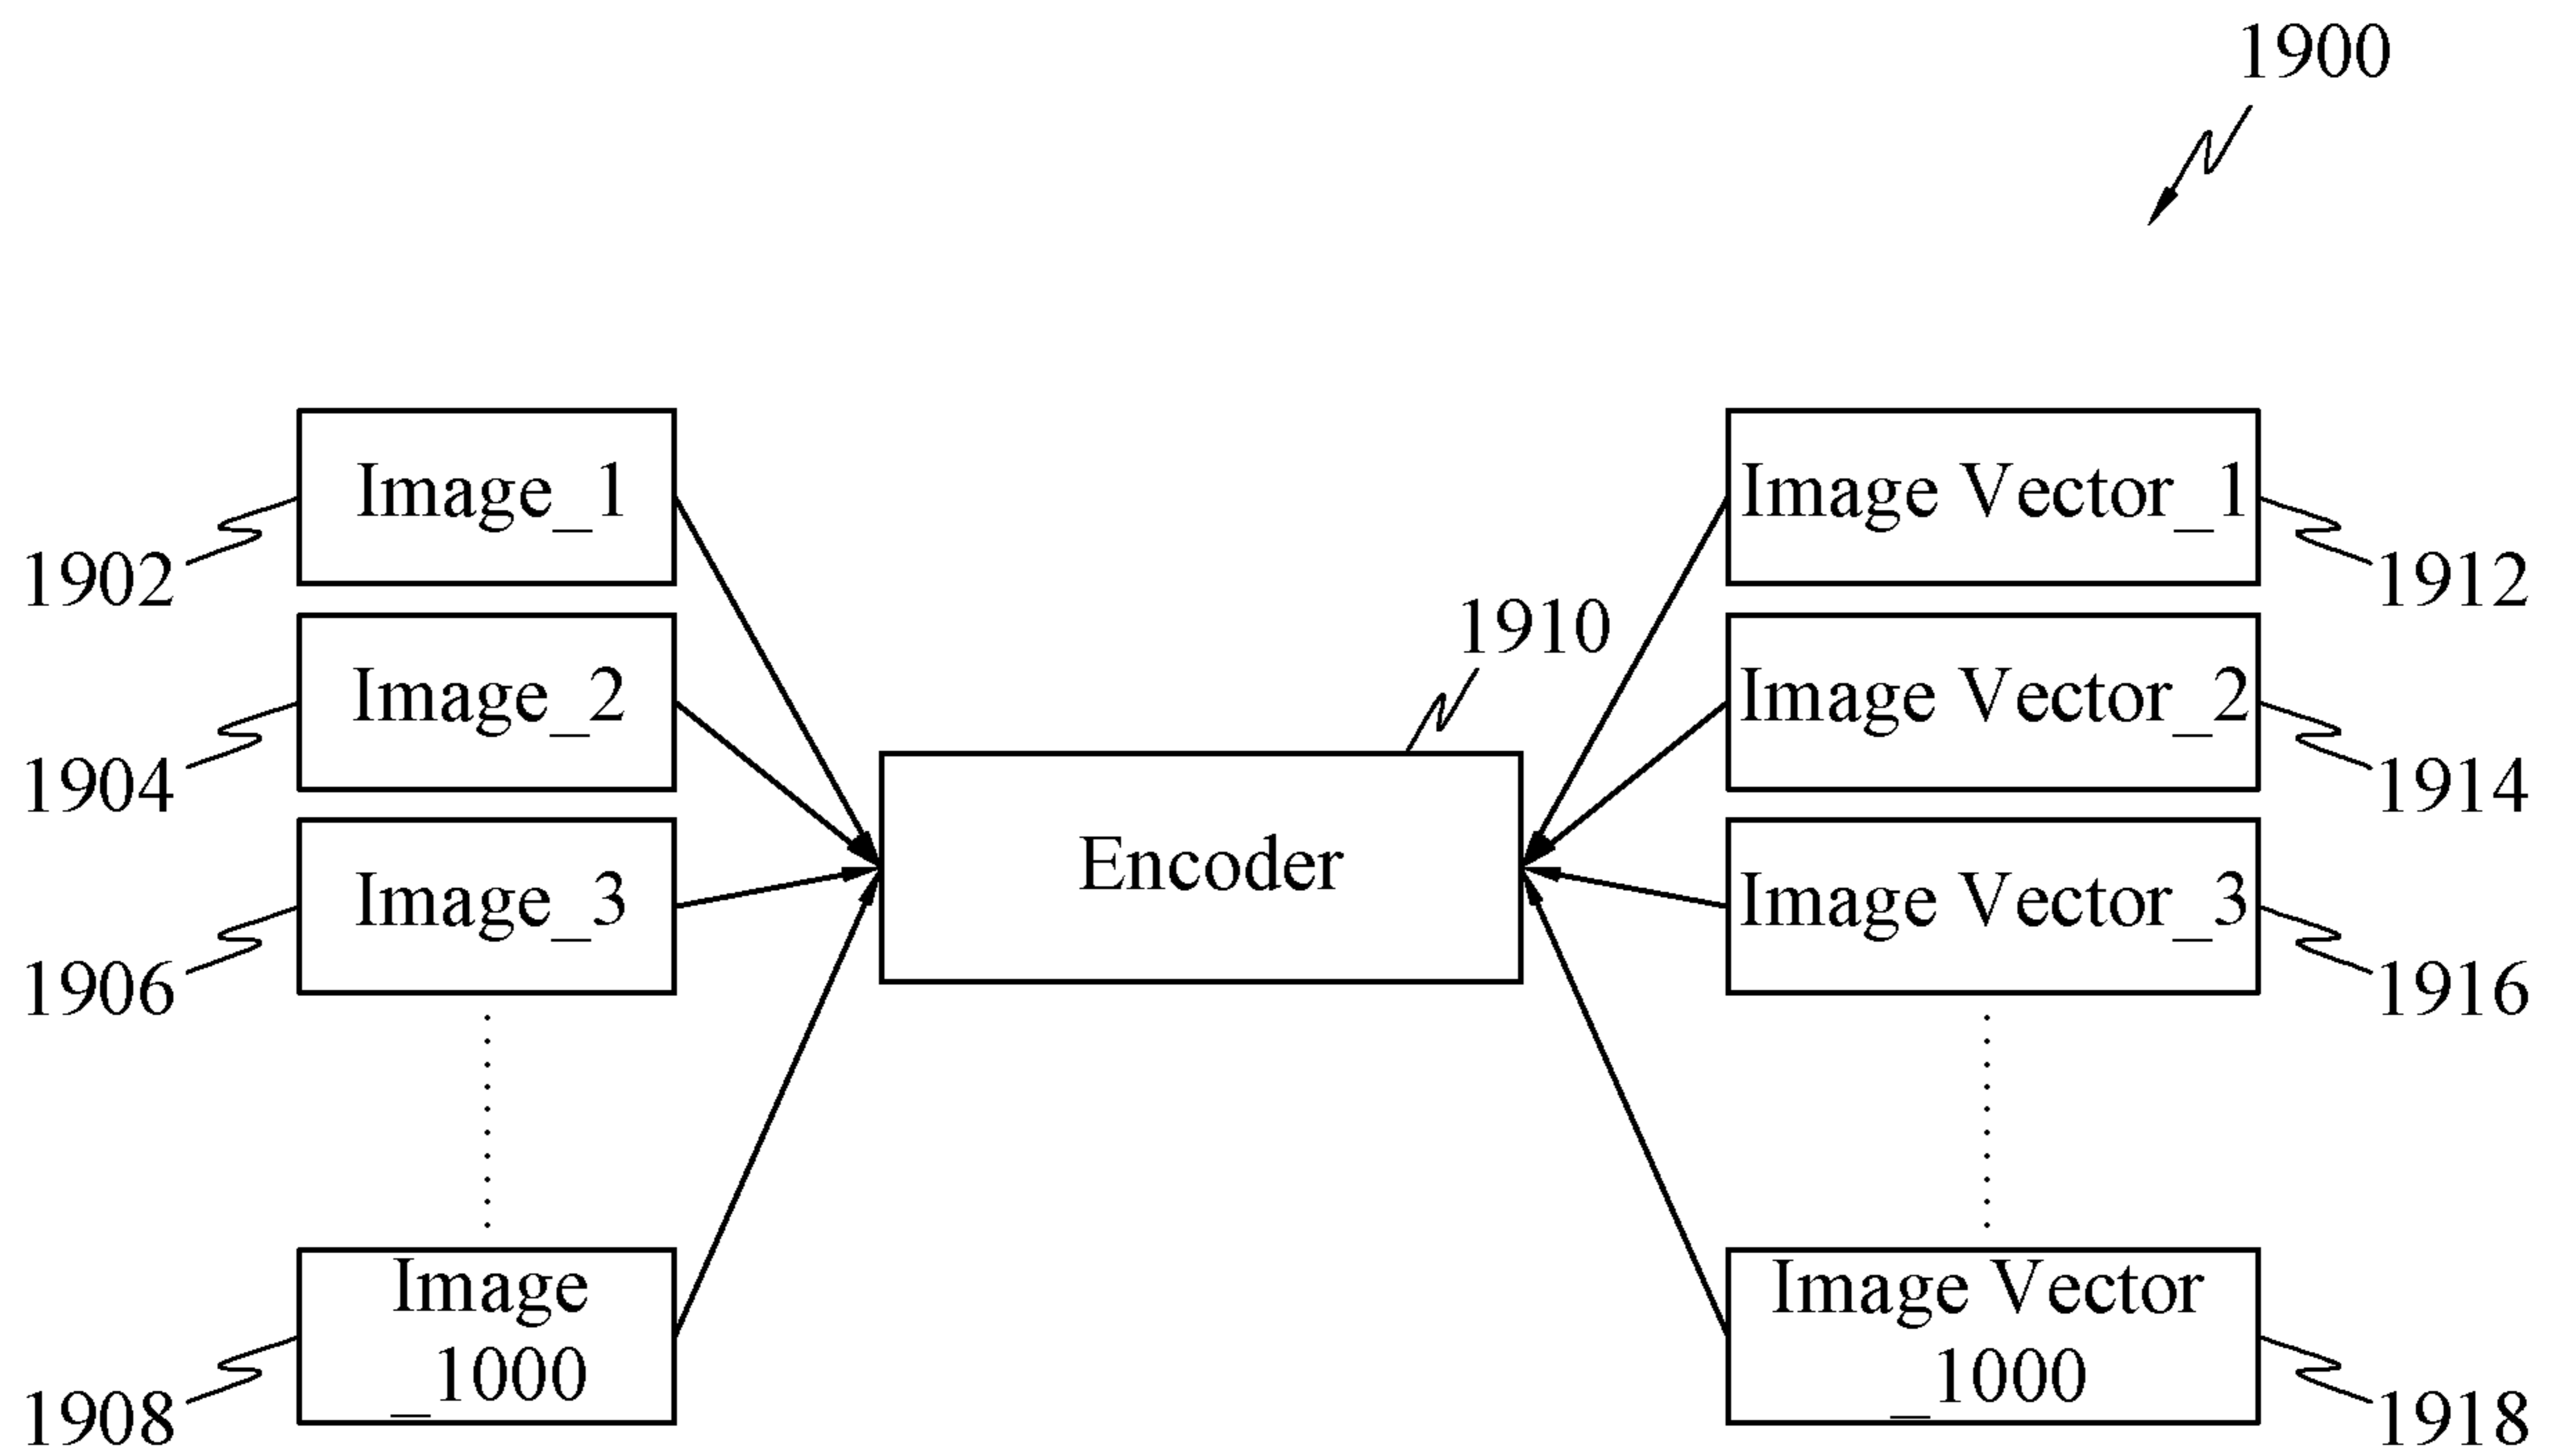 1900
Image_1
Image Vector_1
1902
1912
1910
Image_2
Image Vector_2
1904
1914
Encoder
Image_3
Image Vector_3
1906
1916
Image
_1000
Image Vector
_1000
1908
1918